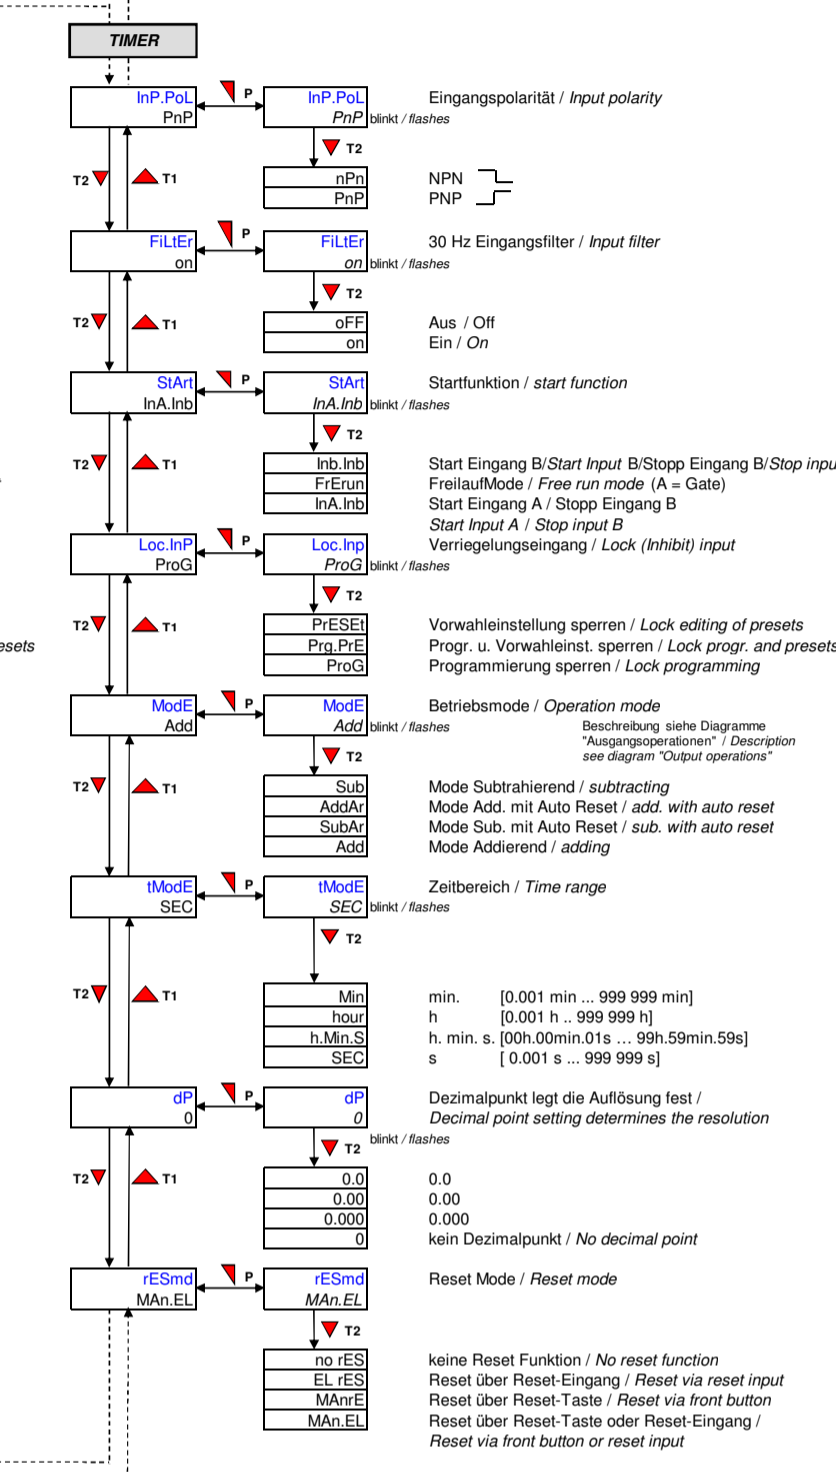 TIMER
InP.PoL P InP.PoL Eingangspolarität / Input polarity
PnP PnP blinkt / flashes
T2
T2 T1 nPn NPN
PnP PNP
FiLtEr P FiLtEr 30 Hz Eingangsfilter / Input filter
on on blinkt / flashes
T2
T2 T1 oFF Aus / Off
on Ein / On
StArt P StArt Startfunktion / start function
InA.Inb InA.Inb blinkt / flashes
T2
T2 T1 Inb.Inb Start Eingang B/Start Input B/Stopp Eingang B/Stop inpu
FrErun FreilaufMode / Free run mode (A = Gate)
InA.Inb Start Eingang A / Stopp Eingang B
Start Input A / Stop input B
Loc.InP P Loc.Inp Verriegelungseingang / Lock (Inhibit) input
ProG ProG blinkt / flashes
T2
T2 T1 PrESEt Vorwahleinstellung sperren / Lock editing of presets
esets Prg.PrE Progr. u. Vorwahleinst. sperren / Lock progr. and presets
ProG Programmierung sperren / Lock programming
ModE P ModE Betriebsmode / Operation mode
Add Add blinkt / flashes Beschreibung siehe Diagramme
"Ausgangsoperationen" / Description
T2 see diagram "Output operations"
T2 T1 Sub Mode Subtrahierend / subtracting
AddAr Mode Add. mit Auto Reset / add. with auto reset
SubAr Mode Sub. mit Auto Reset / sub. with auto reset
Add Mode Addierend / adding
tModE P tModE Zeitbereich / Time range
SEC SEC blinkt / flashes
T2
T2 T1 Min min. [0.001 min ... 999 999 min]
hour h [0.001 h .. 999 999 h]
h.Min.S h. min. s. [00h.00min.01s … 99h.59min.59s]
SEC s [ 0.001 s ... 999 999 s]
dP P dP Dezimalpunkt legt die Auflösung fest /
0 0 Decimal point setting determines the resolution
blinkt / flashes
T2
T2 T1 0.0 0.0
0.00 0.00
0.000 0.000
0 kein Dezimalpunkt / No decimal point
rESmd P rESmd Reset Mode / Reset mode
MAn.EL MAn.EL
T2
no rES keine Reset Funktion / No reset function
EL rES Reset über Reset-Eingang / Reset via reset input
MAnrE Reset über Reset-Taste / Reset via front button
MAn.EL Reset über Reset-Taste oder Reset-Eingang /
Reset via front button or reset input